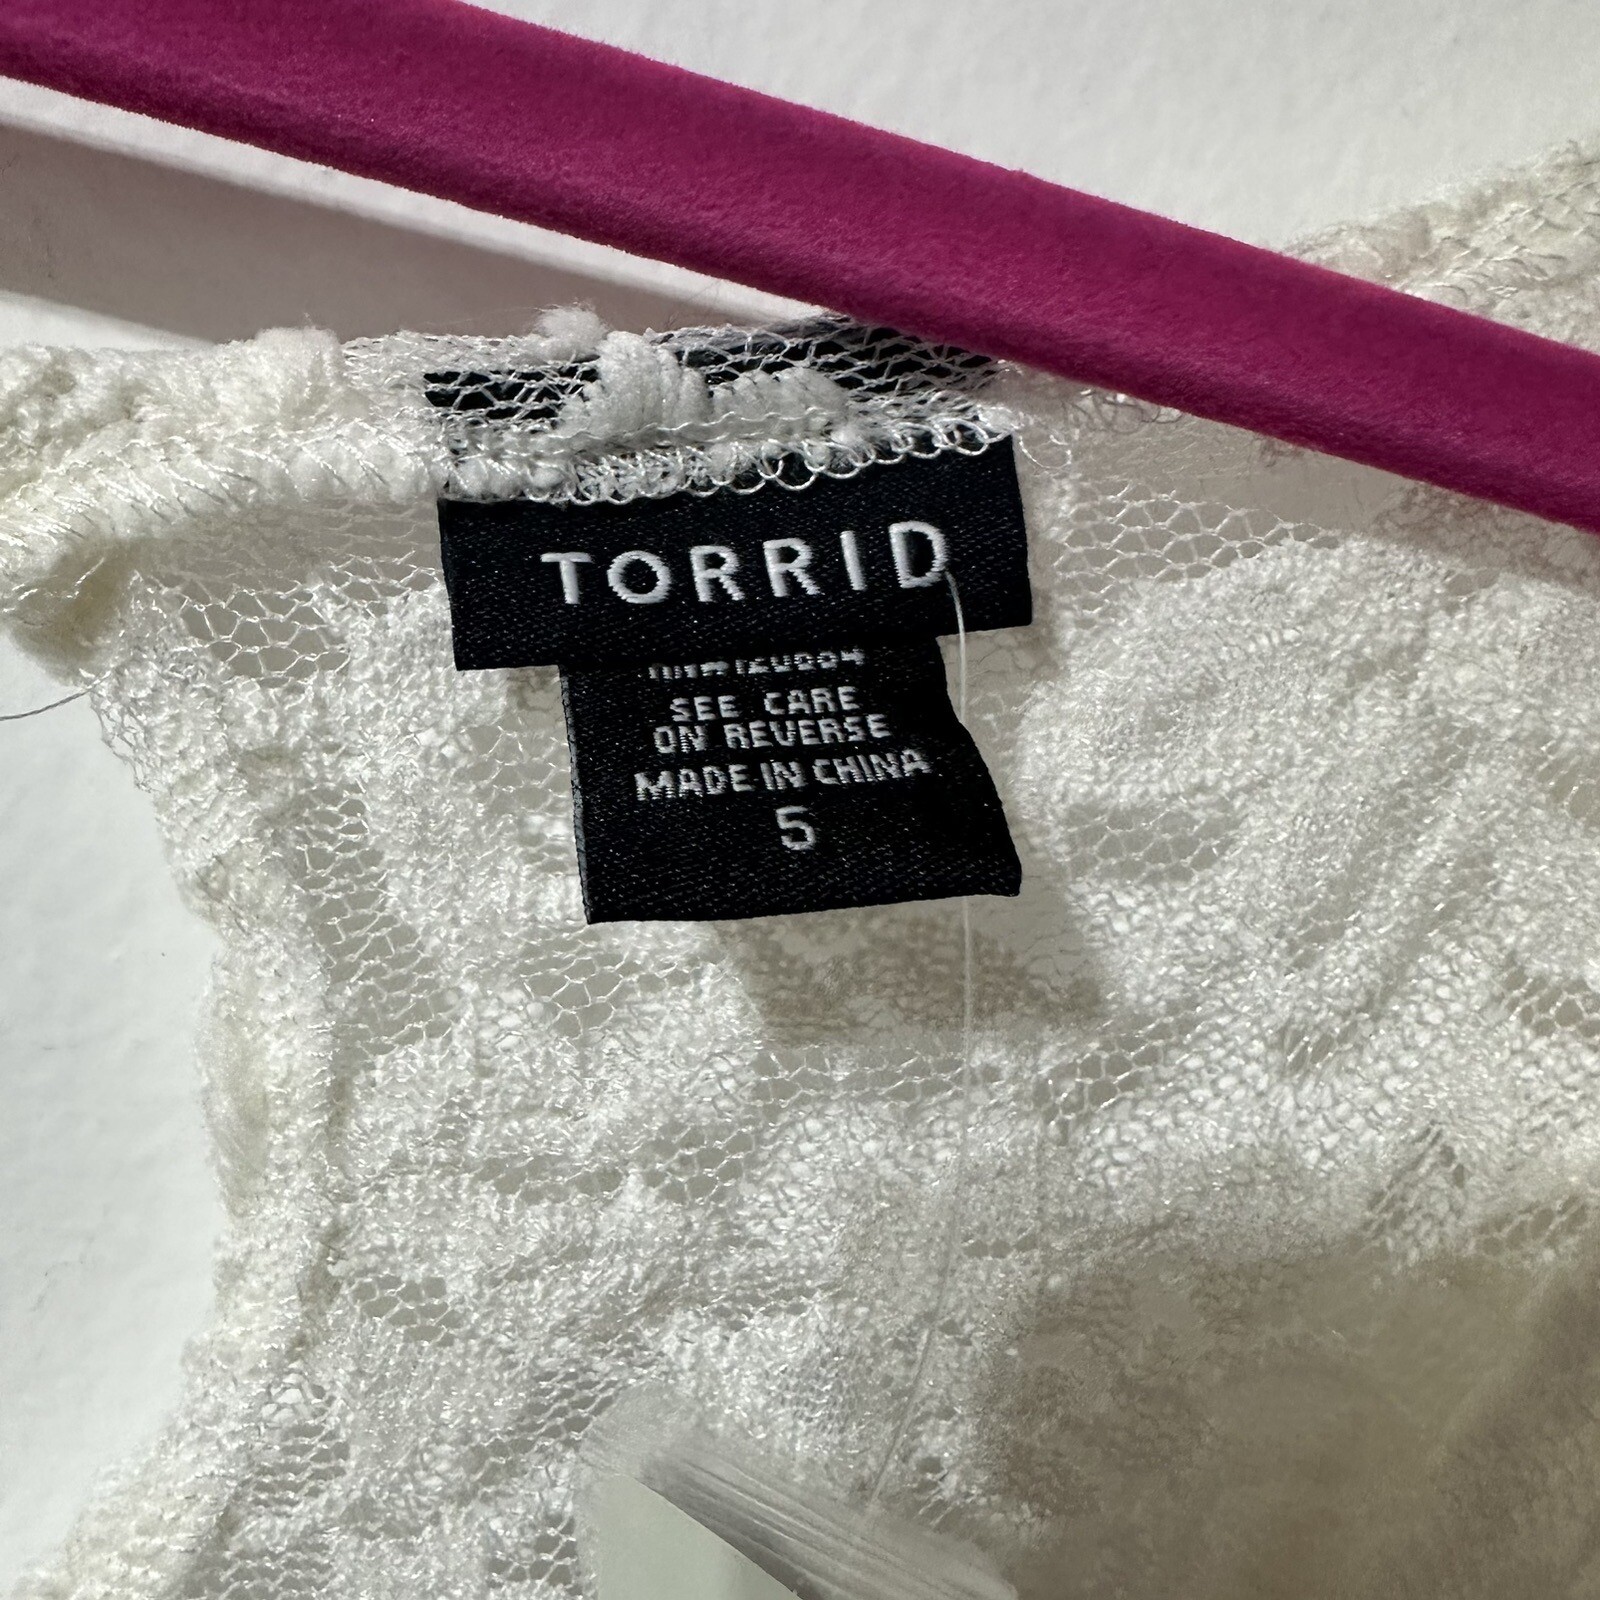 TORRID
SEE CARE
ON REVERSE
MADE IN CHINA
5